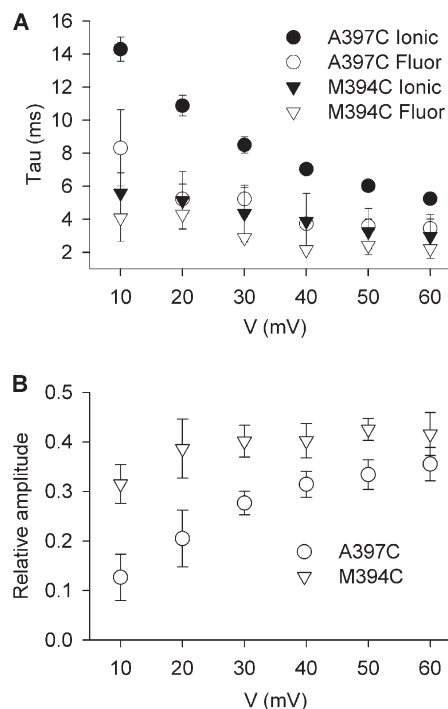 A
16
14
12
10
8
6
4
2
Tau (ms)
A397C Ionic
A397C Fluor
M394C Ionic
M394C Fluor
10 20 30 40 50 60
V (mV)
B
0.5
0.4
0.3
0.2
0.1
0.0
Relative amplitude
A397C
M394C
10 20 30 40 50 60
V (mV)